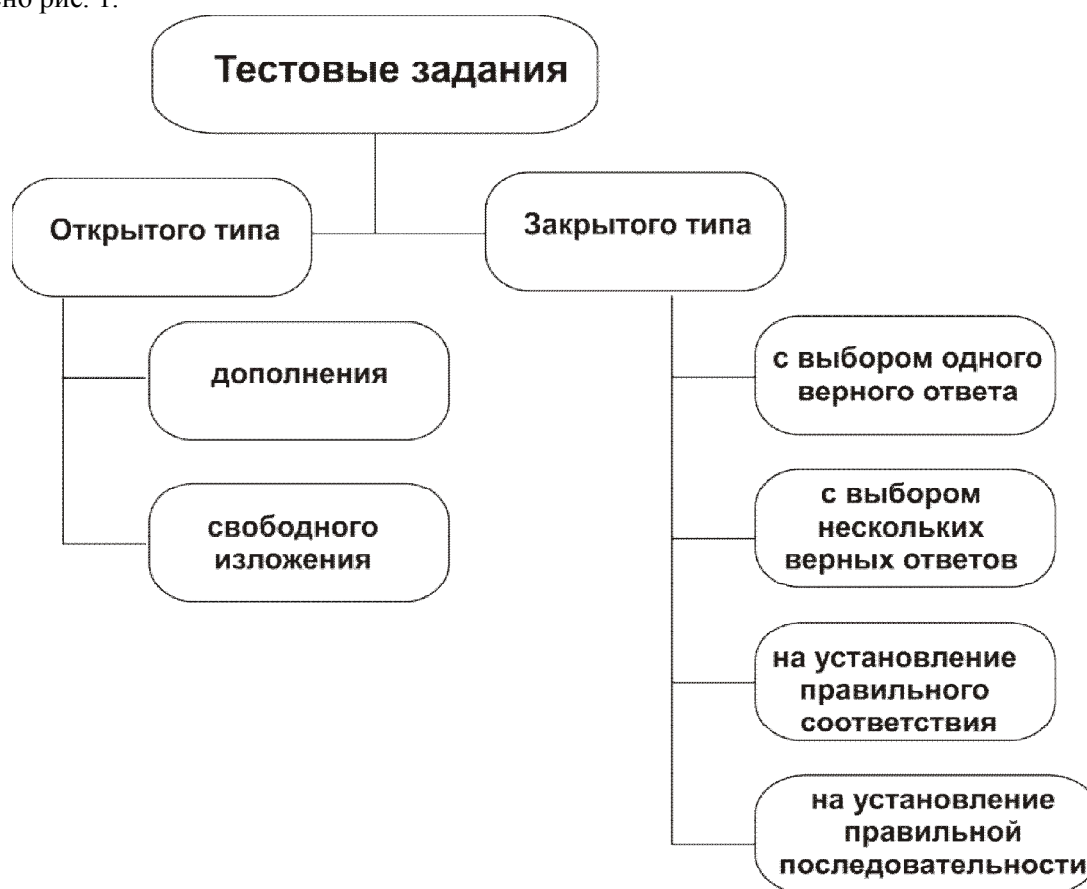 рис. 1.
Тестовые задания
Открытого типа
Закрытого типа
дополнения
свободного
изложения
с выбором одного
верного ответа
с выбором
нескольких
верных ответов
на установление
правильного
соответствия
на установление
правильной
последовательности